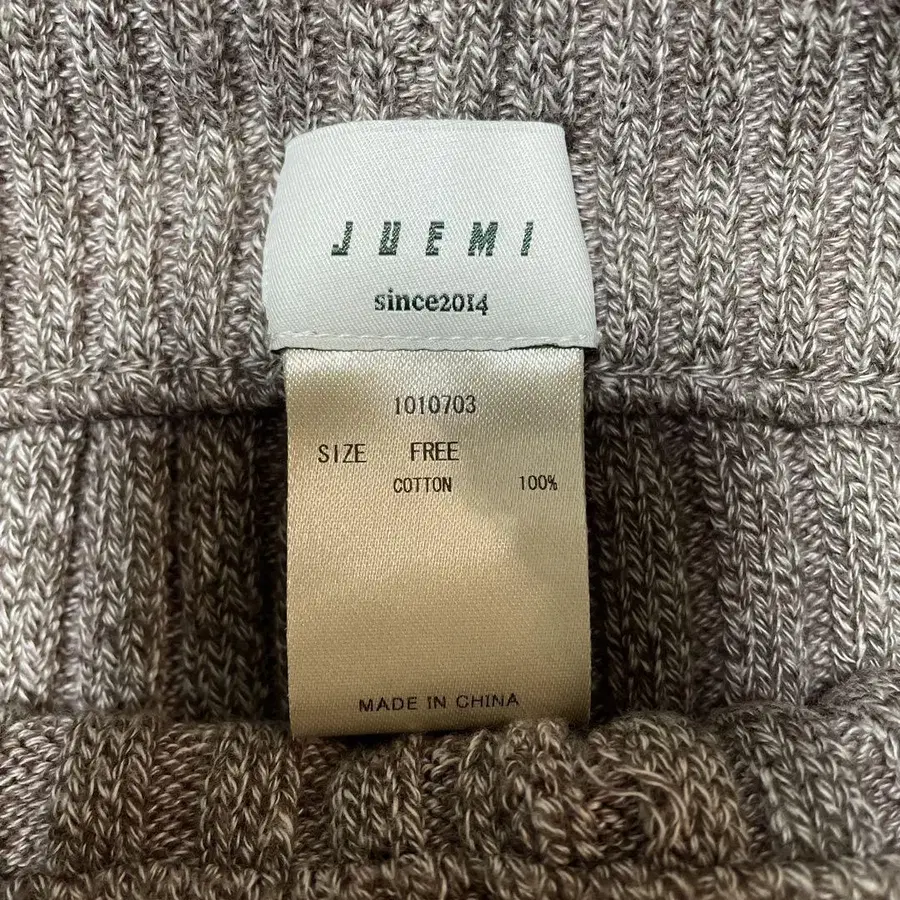 JUEMI
since2014
1010703
SIZE FREE
COTTON 100%
MADE IN CHINA